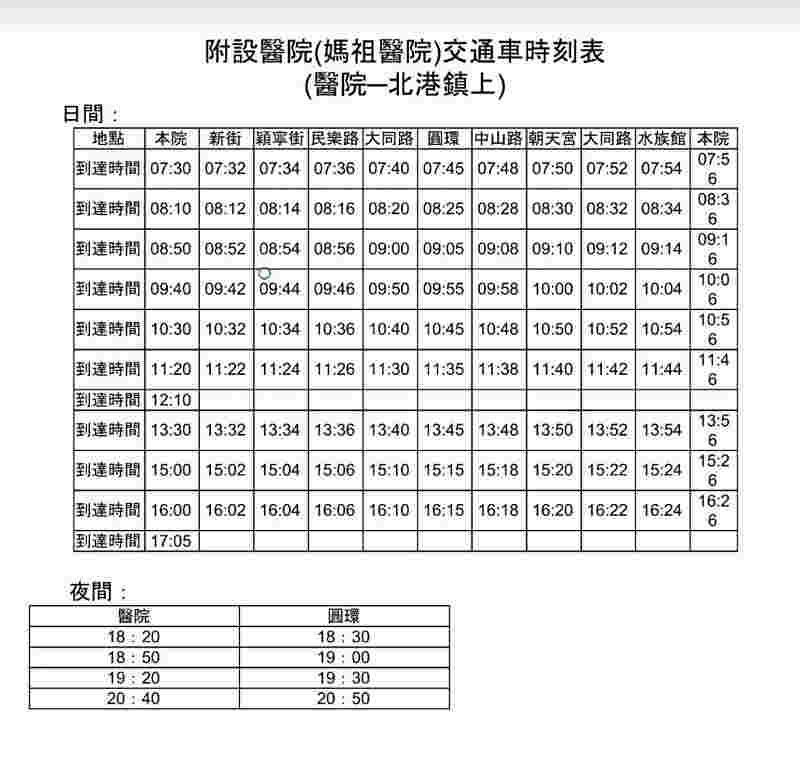 附設醫院(媽祖醫院)交通車時刻表
(醫院─北港鎮上)
日間：
地點 本院 新街 穎寧街 民樂路 大同路 圓環 中山路 朝天宮 大同路 水族館 本院
到達時間 07:30 07:32 07:34 07:36 07:40 07:45 07:48 07:50 07:52 07:54 07:56
到達時間 08:10 08:12 08:14 08:16 08:20 08:25 08:28 08:30 08:32 08:34 08:36
到達時間 08:50 08:52 08:54 08:56 09:00 09:05 09:08 09:10 09:12 09:14 09:16
到達時間 09:40 09:42 09:44 09:46 09:50 09:55 09:58 10:00 10:02 10:04 10:06
到達時間 10:30 10:32 10:34 10:36 10:40 10:45 10:48 10:50 10:52 10:54 10:56
到達時間 11:20 11:22 11:24 11:26 11:30 11:35 11:38 11:40 11:42 11:44 11:46
到達時間 12:10
到達時間 13:30 13:32 13:34 13:36 13:40 13:45 13:48 13:50 13:52 13:54 13:56
到達時間 15:00 15:02 15:04 15:06 15:10 15:15 15:18 15:20 15:22 15:24 15:26
到達時間 16:00 16:02 16:04 16:06 16:10 16:15 16:18 16:20 16:22 16:24 16:26
到達時間 17:05
夜間：
醫院 圓環
18：20 18：30
18：50 19：00
19：20 19：30
20：40 20：50